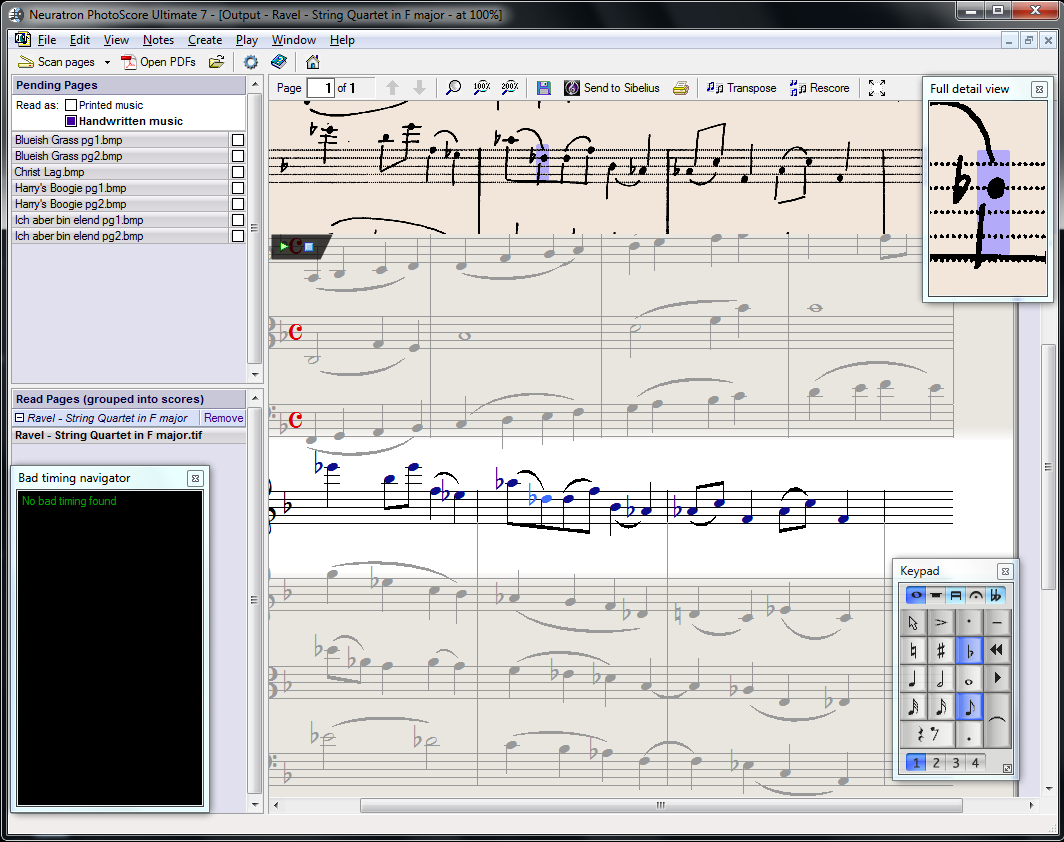 Neuratron PhotoScore Ultimate 7 - [Output - Ravel - String Quartet in F major - at 100%]
File Edit View Notes Create Play Window Help
Scan pages Open PDFs
Pending Pages
Read as: Printed music
Handwritten music
Blueish Grass pg1.bmp
Blueish Grass pg2.bmp
Christ Lag.bmp
Harry's Boogie pg1.bmp
Harry's Boogie pg2.bmp
Ich aber bin elend pg1.bmp
Ich aber bin elend pg2.bmp
Read Pages (grouped into scores)
Ravel - String Quartet in F major Remove
Ravel - String Quartet in F major.tif
Bad timing navigator
No bad timing found
Page 1 of 1 100% 200% Send to Sibelius Transpose Rescore
Full detail view
Keypad
1 2 3 4